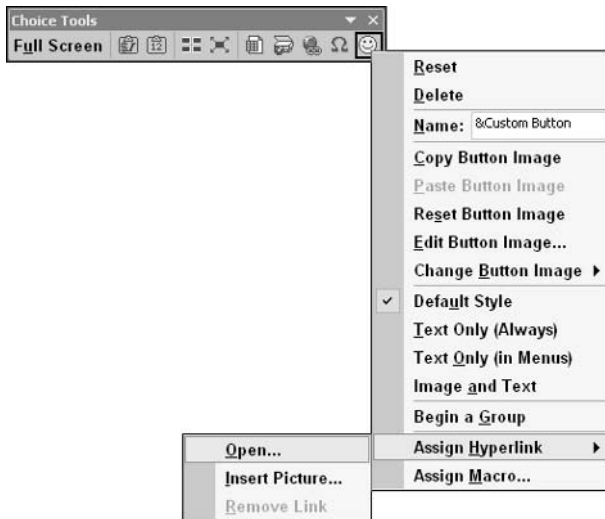 Choice Tools
Full Screen
12
Ω
Reset
Delete
Name: &Custom Button
Copy Button Image
Paste Button Image
Reset Button Image
Edit Button Image...
Change Button Image
Default Style
Text Only (Always)
Text Only (in Menus)
Image and Text
Begin a Group
Assign Hyperlink
Assign Macro...
Open...
Insert Picture...
Remove Link